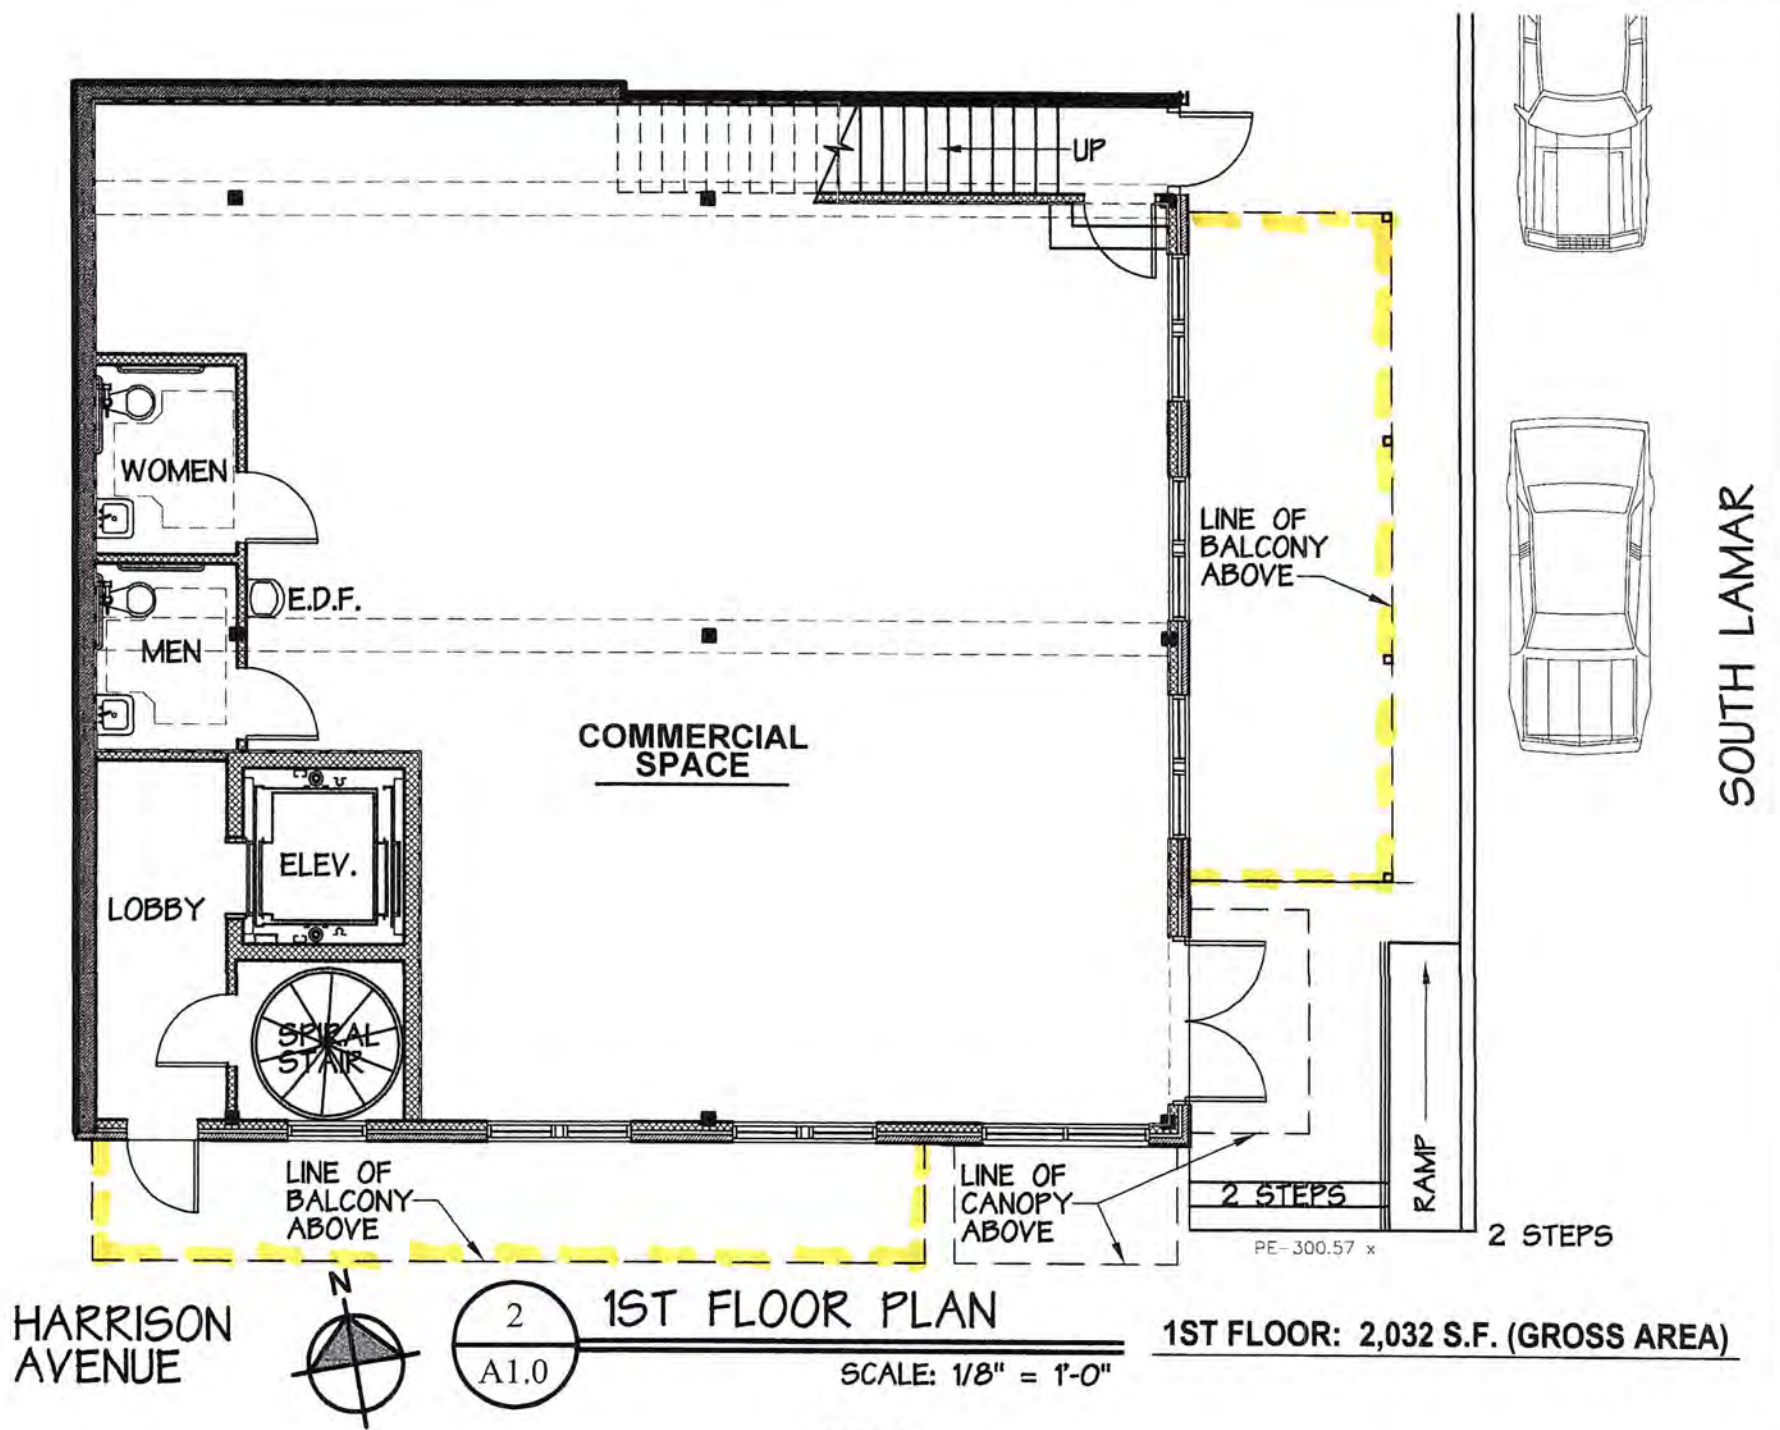 UP
WOMEN
LINE OF
BALCONY
ABOVE
E.D.F.
MEN
SOUTH LAMAR
COMMERCIAL
SPACE
ELEV.
LOBBY
SPIRAL
STAIR
RAMP
LINE OF
BALCONY
ABOVE
LINE OF
CANOPY
ABOVE
2 STEPS
2 STEPS
PE-300.57 x
HARRISON
AVENUE
N
2
A1.0
1ST FLOOR PLAN
SCALE: 1/8" = 1'-0"
1ST FLOOR: 2,032 S.F. (GROSS AREA)